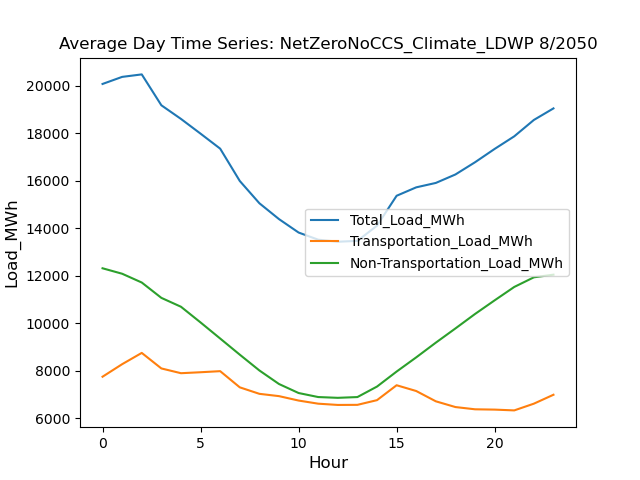 Average Day Time Series: NetZeroNoCCS_Climate_LDWP 8/2050
Load_MWh
20000
18000
16000
14000
12000
10000
8000
6000
Total_Load_MWh
Transportation_Load_MWh
Non-Transportation_Load_MWh
0 5 10 15 20
Hour